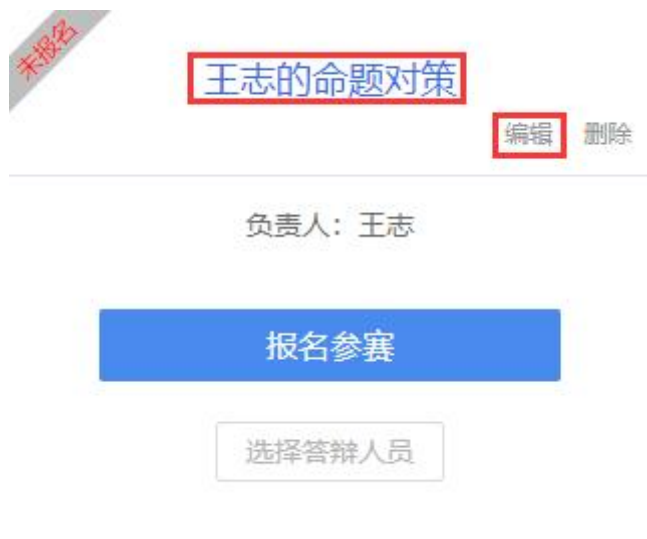 未报名
王志的命题对策
编辑 删除
负责人：王志
报名参赛
选择答辩人员